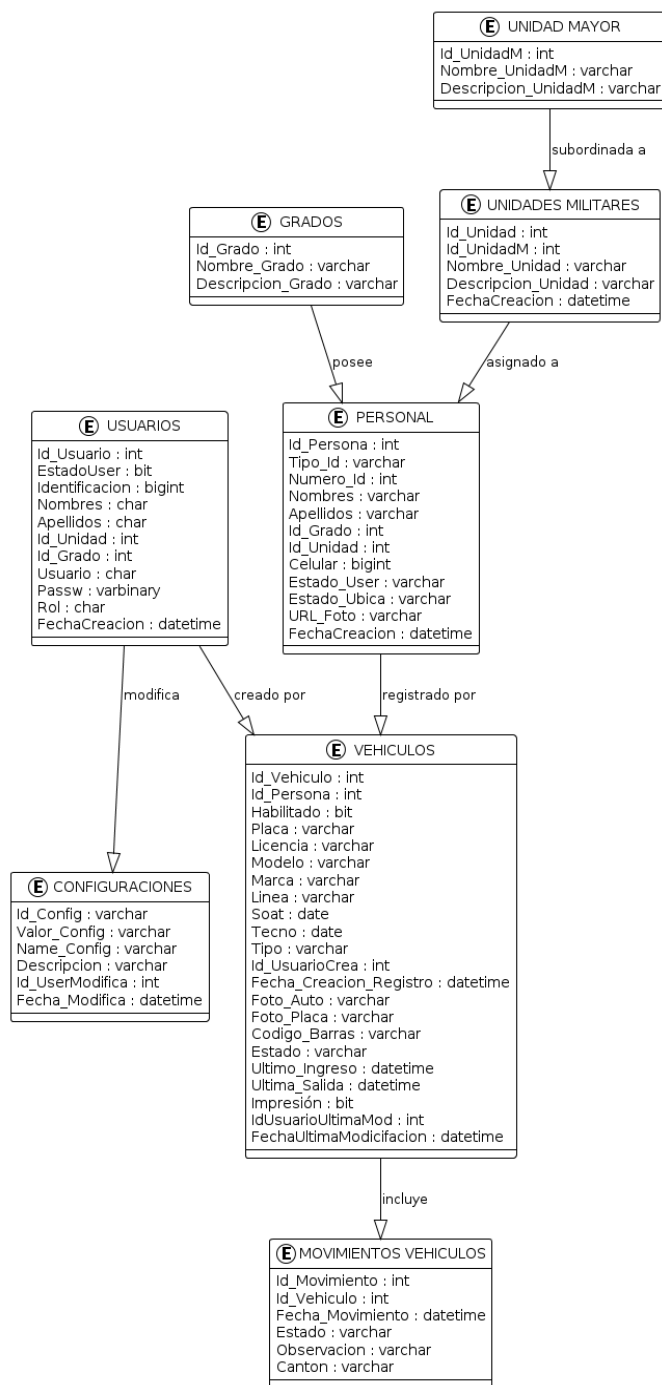 E UNIDAD MAYOR
Id_UnidadM : int
Nombre_UnidadM : varchar
Descripcion_UnidadM : varchar
subordinada a
E UNIDADES MILITARES
Id_Unidad : int
Id_UnidadM : int
Nombre_Unidad : varchar
Descripcion_Unidad : varchar
FechaCreacion : datetime
E GRADOS
Id_Grado : int
Nombre_Grado : varchar
Descripcion_Grado : varchar
posee
asignado a
E PERSONAL
Id_Persona : int
Tipo_Id : varchar
Numero_Id : int
Nombres : varchar
Apellidos : varchar
Id_Grado : int
Id_Unidad : int
Celular : bigint
Estado_User : varchar
Estado_Ubica : varchar
URL_Foto : varchar
FechaCreacion : datetime
E USUARIOS
Id_Usuario : int
EstadoUser : bit
Identificacion : bigint
Nombres : char
Apellidos : char
Id_Unidad : int
Id_Grado : int
Usuario : char
Passw : varbinary
Rol : char
FechaCreacion : datetime
modifica
creado por
registrado por
E VEHICULOS
Id_Vehiculo : int
Id_Persona : int
Habilitado : bit
Placa : varchar
Licencia : varchar
Modelo : varchar
Marca : varchar
Linea : varchar
Soat : date
Tecno : date
Tipo : varchar
Id_UsuarioCrea : int
Fecha_Creacion_Registro : datetime
Foto_Auto : varchar
Foto_Placa : varchar
Codigo_Barras : varchar
Estado : varchar
Ultimo_Ingreso : datetime
Ultima_Salida : datetime
Impresión : bit
IdUsuarioUltimaMod : int
FechaUltimaModicifacion : datetime
E CONFIGURACIONES
Id_Config : varchar
Valor_Config : varchar
Name_Config : varchar
Descripcion : varchar
Id_UserModifica : int
Fecha_Modifica : datetime
incluye
E MOVIMIENTOS VEHICULOS
Id_Movimiento : int
Id_Vehiculo : int
Fecha_Movimiento : datetime
Estado : varchar
Observacion : varchar
Canton : varchar